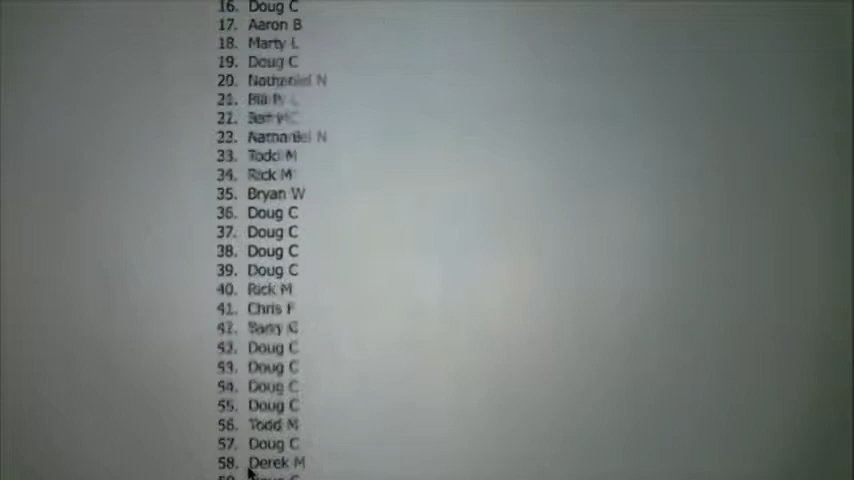 16. Doug C
17. Aaron B
18. Marty L
19. Doug C
20. Nathaniel N
21.
22.
23. Nathaniel N
33. Todd M
34. Rick M
35. Bryan W
36. Doug C
37. Doug C
38. Doug C
39. Doug C
40. Rick M
41. Chris F
42.
52. Doug C
53. Doug C
54. Doug C
55. Doug C
56. Todd M
57. Doug C
58. Derek M